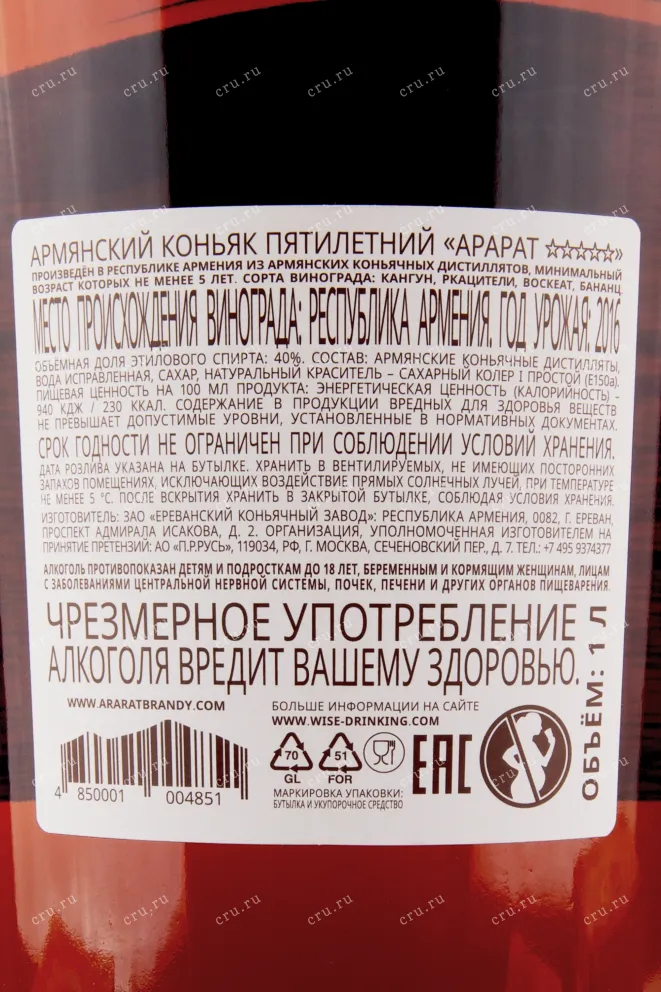 АРМЯНСКИЙ КОНЬЯК ПЯТИЛЕТНИЙ «АРАРАТ ☆☆☆☆☆»
ПРОИЗВЕДЁН В РЕСПУБЛИКЕ АРМЕНИЯ ИЗ АРМЯНСКИХ КОНЬЯЧНЫХ ДИСТИЛЛЯТОВ, МИНИМАЛЬНЫЙ
ВОЗРАСТ КОТОРЫХ НЕ МЕНЕЕ 5 ЛЕТ. СОРТА ВИНОГРАДА: КАНГУН, РКАЦИТЕЛИ, ВОСКЕАТ, БАНАНЦ.
МЕСТО ПРОИСХОЖДЕНИЯ ВИНОГРАДА: РЕСПУБЛИКА АРМЕНИЯ. ГОД УРОЖАЯ: 2016
ОБЪЁМНАЯ ДОЛЯ ЭТИЛОВОГО СПИРТА: 40%. СОСТАВ: АРМЯНСКИЕ КОНЬЯЧНЫЕ ДИСТИЛЛЯТЫ,
ВОДА ИСПРАВЛЕННАЯ, САХАР, НАТУРАЛЬНЫЙ КРАСИТЕЛЬ – САХАРНЫЙ КОЛЕР I ПРОСТОЙ (E150a).
ПИЩЕВАЯ ЦЕННОСТЬ НА 100 МЛ ПРОДУКТА: ЭНЕРГЕТИЧЕСКАЯ ЦЕННОСТЬ (КАЛОРИЙНОСТЬ) –
940 КДЖ / 230 ККАЛ. СОДЕРЖАНИЕ В ПРОДУКЦИИ ВРЕДНЫХ ДЛЯ ЗДОРОВЬЯ ВЕЩЕСТВ
НЕ ПРЕВЫШАЕТ ДОПУСТИМЫЕ УРОВНИ, УСТАНОВЛЕННЫЕ В НОРМАТИВНЫХ ДОКУМЕНТАХ.
СРОК ГОДНОСТИ НЕ ОГРАНИЧЕН ПРИ СОБЛЮДЕНИИ УСЛОВИЙ ХРАНЕНИЯ.
ДАТА РОЗЛИВА УКАЗАНА НА БУТЫЛКЕ. ХРАНИТЬ В ВЕНТИЛИРУЕМЫХ, НЕ ИМЕЮЩИХ ПОСТОРОННИХ
ЗАПАХОВ ПОМЕЩЕНИЯХ, ИСКЛЮЧАЮЩИХ ВОЗДЕЙСТВИЕ ПРЯМЫХ СОЛНЕЧНЫХ ЛУЧЕЙ, ПРИ ТЕМПЕРАТУРЕ
НЕ МЕНЕЕ 5 °С. ПОСЛЕ ВСКРЫТИЯ ХРАНИТЬ В ЗАКРЫТОЙ БУТЫЛКЕ, СОБЛЮДАЯ УСЛОВИЯ ХРАНЕНИЯ.
ИЗГОТОВИТЕЛЬ: ЗАО «ЕРЕВАНСКИЙ КОНЬЯЧНЫЙ ЗАВОД»: РЕСПУБЛИКА АРМЕНИЯ, 0082, Г. ЕРЕВАН,
ПРОСПЕКТ АДМИРАЛА ИСАКОВА, Д. 2. ОРГАНИЗАЦИЯ, УПОЛНОМОЧЕННАЯ ИЗГОТОВИТЕЛЕМ НА
ПРИНЯТИЕ ПРЕТЕНЗИЙ: АО «П.Р.РУСЬ», 119034, РФ, Г. МОСКВА, СЕЧЕНОВСКИЙ ПЕР., Д. 7. ТЕЛ.: +7 495 9374377
АЛКОГОЛЬ ПРОТИВОПОКАЗАН ДЕТЯМ И ПОДРОСТКАМ ДО 18 ЛЕТ, БЕРЕМЕННЫМ И КОРМЯЩИМ ЖЕНЩИНАМ, ЛИЦАМ
С ЗАБОЛЕВАНИЯМИ ЦЕНТРАЛЬНОЙ НЕРВНОЙ СИСТЕМЫ, ПОЧЕК, ПЕЧЕНИ И ДРУГИХ ОРГАНОВ ПИЩЕВАРЕНИЯ.
ЧРЕЗМЕРНОЕ УПОТРЕБЛЕНИЕ
АЛКОГОЛЯ ВРЕДИТ ВАШЕМУ ЗДОРОВЬЮ.
ОБЪЁМ: 1 Л
WWW.ARARATBRANDY.COM
БОЛЬШЕ ИНФОРМАЦИИ НА САЙТЕ
WWW.WISE-DRINKING.COM
4 850001 004851
70
GL
51
FOR
EAC
МАРКИРОВКА УПАКОВКИ:
БУТЫЛКА И УКУПОРОЧНОЕ СРЕДСТВО
cru.ru